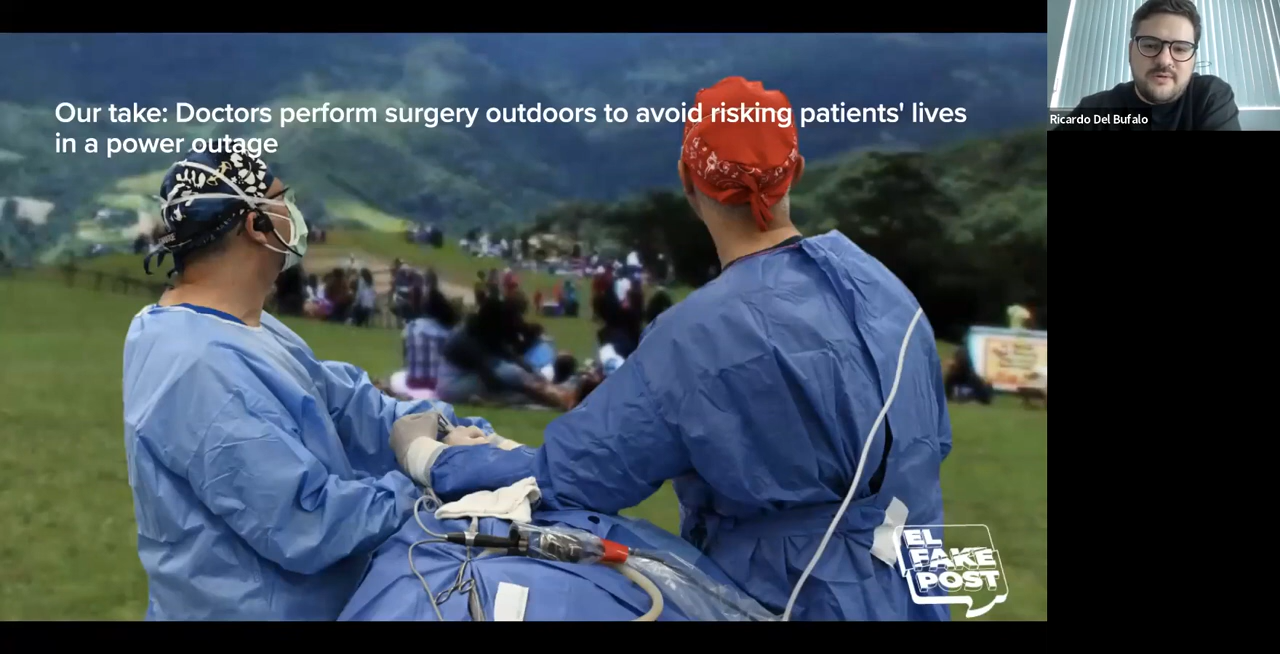 Our take: Doctors perform surgery outdoors to avoid risking patients' lives
in a power outage
Ricardo Del Bufalo
EL
FAKE
POST